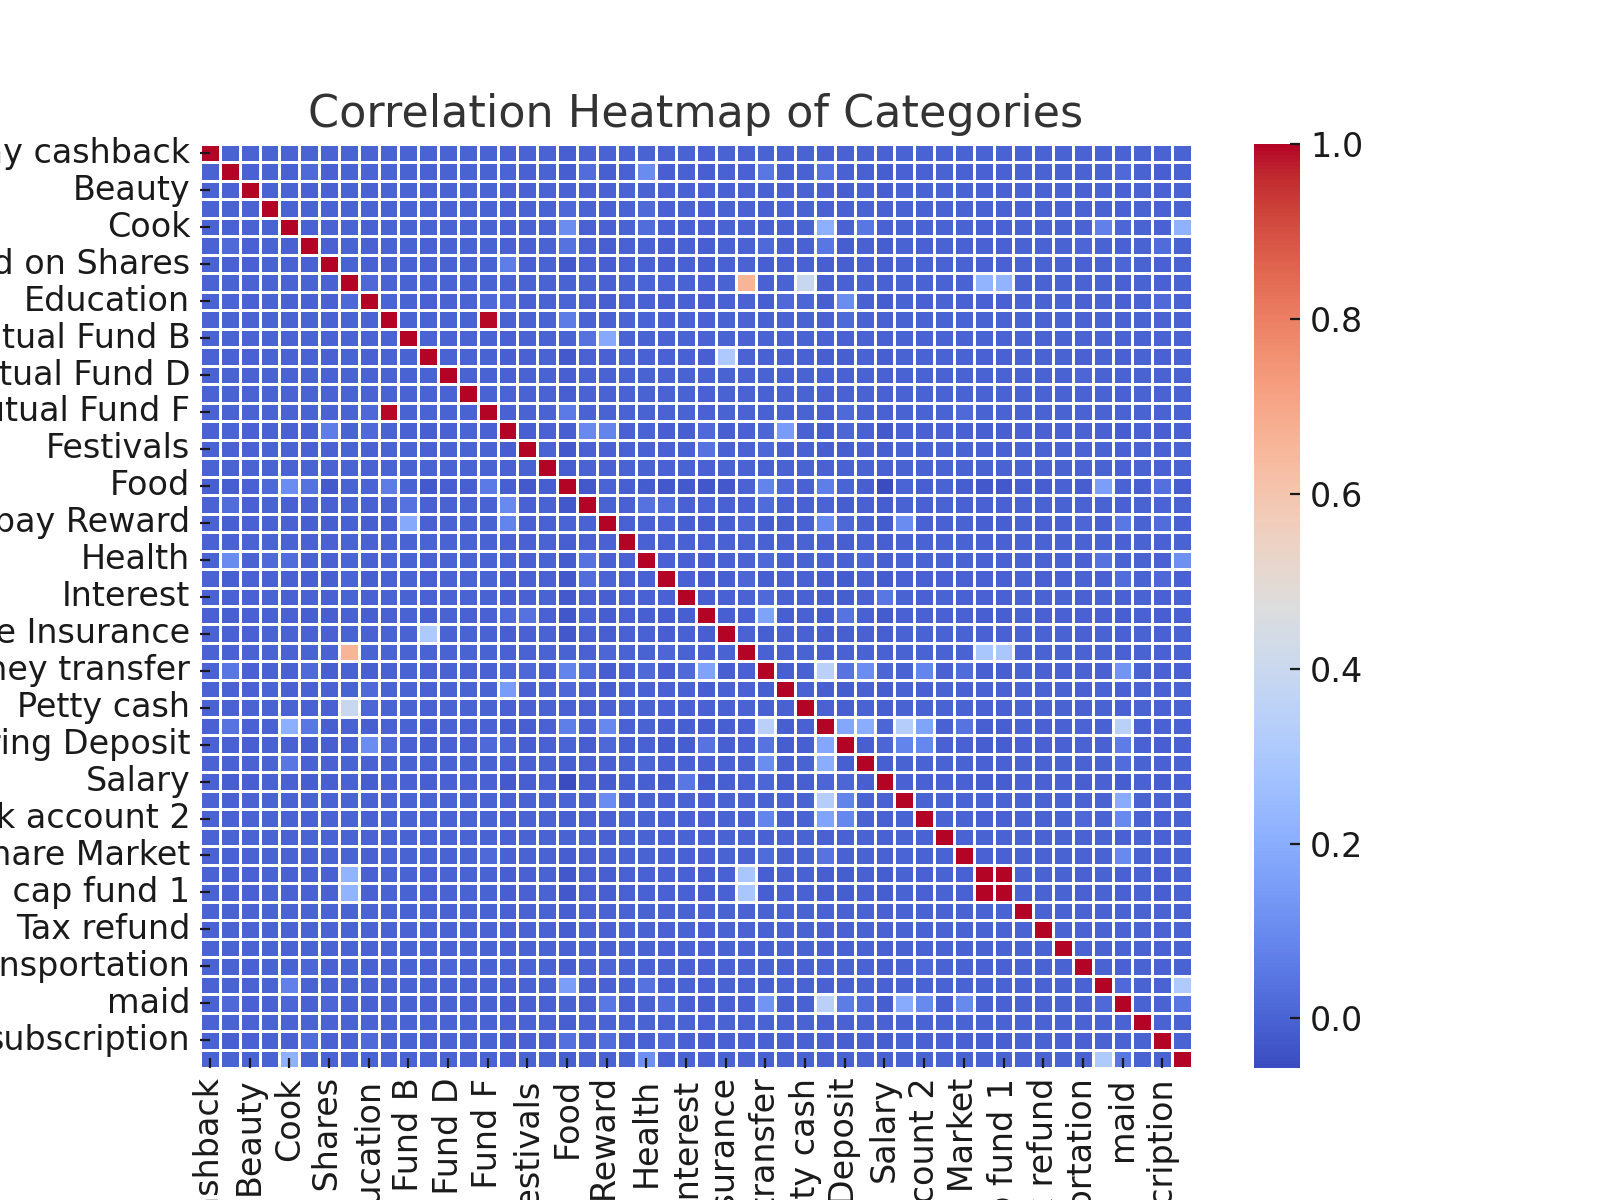 Correlation Heatmap of Categories
y cashback
Beauty
Cook
d on Shares
Education
tual Fund B
tual Fund D
utual Fund F
Festivals
Food
pay Reward
Health
Interest
e Insurance
ney transfer
Petty cash
ring Deposit
Salary
k account 2
hare Market
cap fund 1
Tax refund
nsportation
maid
subscription
1.0
0.8
0.6
0.4
0.2
0.0
shback
Beauty
Cook
Shares
ucation
Fund B
Fund D
Fund F
estivals
Food
Reward
Health
nterest
surance
transfer
ty cash
Deposit
Salary
count 2
Market
fund 1
refund
ortation
maid
cription